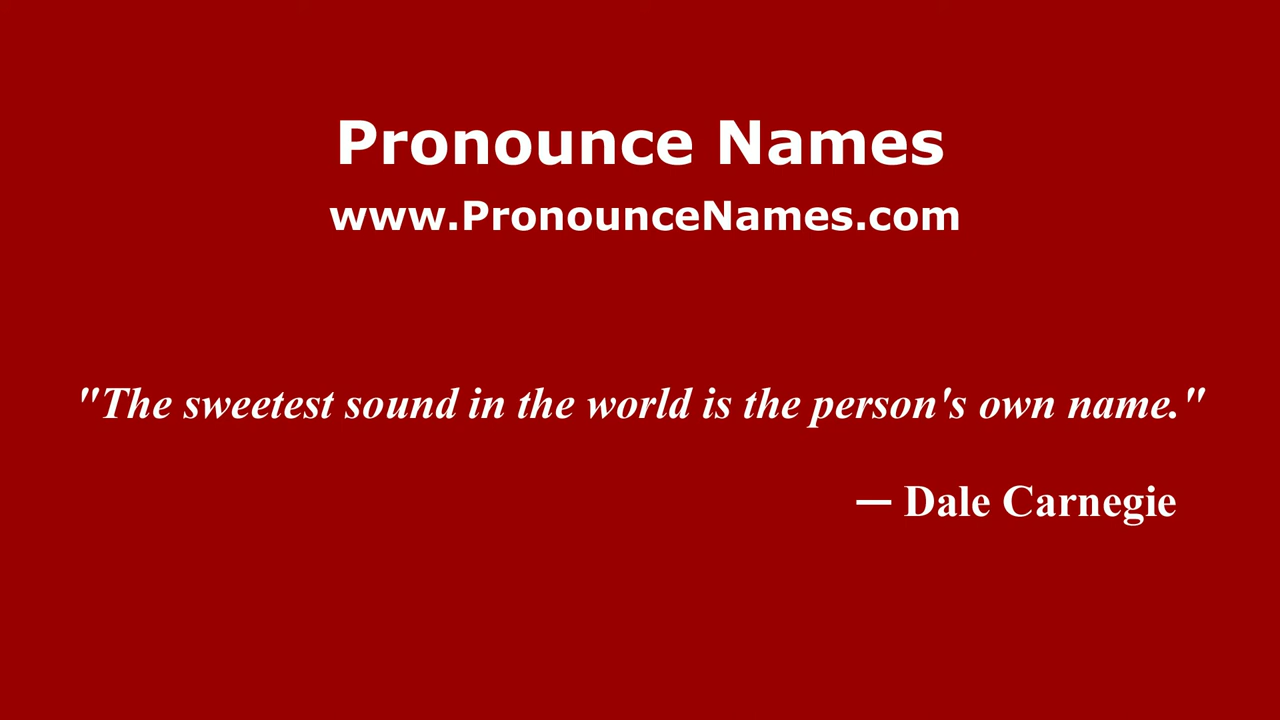 Pronounce Names
www.PronounceNames.com
"The sweetest sound in the world is the person's own name."
— Dale Carnegie